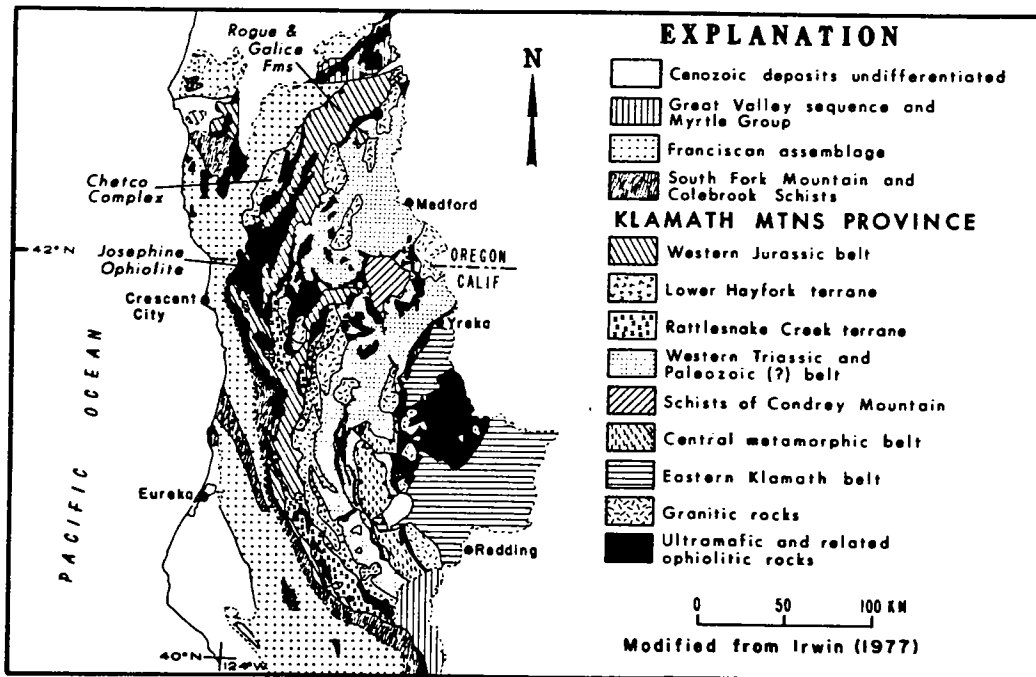 Rogue &
Galice
Fms
Chetco
Complex
Medford
42° N
Josephine
Ophiolite
OREGON
CALIF
Crescent
City
Yreka
PACIFIC OCEAN
Eureka
Redding
40° N
124° W
N
EXPLANATION
Cenozoic deposits undifferentiated
Great Valley sequence and
Myrtle Group
Franciscan assemblage
South Fork Mountain and
Colebrook Schists
KLAMATH MTNS PROVINCE
Western Jurassic belt
Lower Hayfork terrane
Rattlesnake Creek terrane
Western Triassic and
Paleozoic (?) belt
Schists of Condrey Mountain
Central metamorphic belt
Eastern Klamath belt
Granitic rocks
Ultramafic and related
ophiolitic rocks
0 50 100 KM
Modified from Irwin (1977)